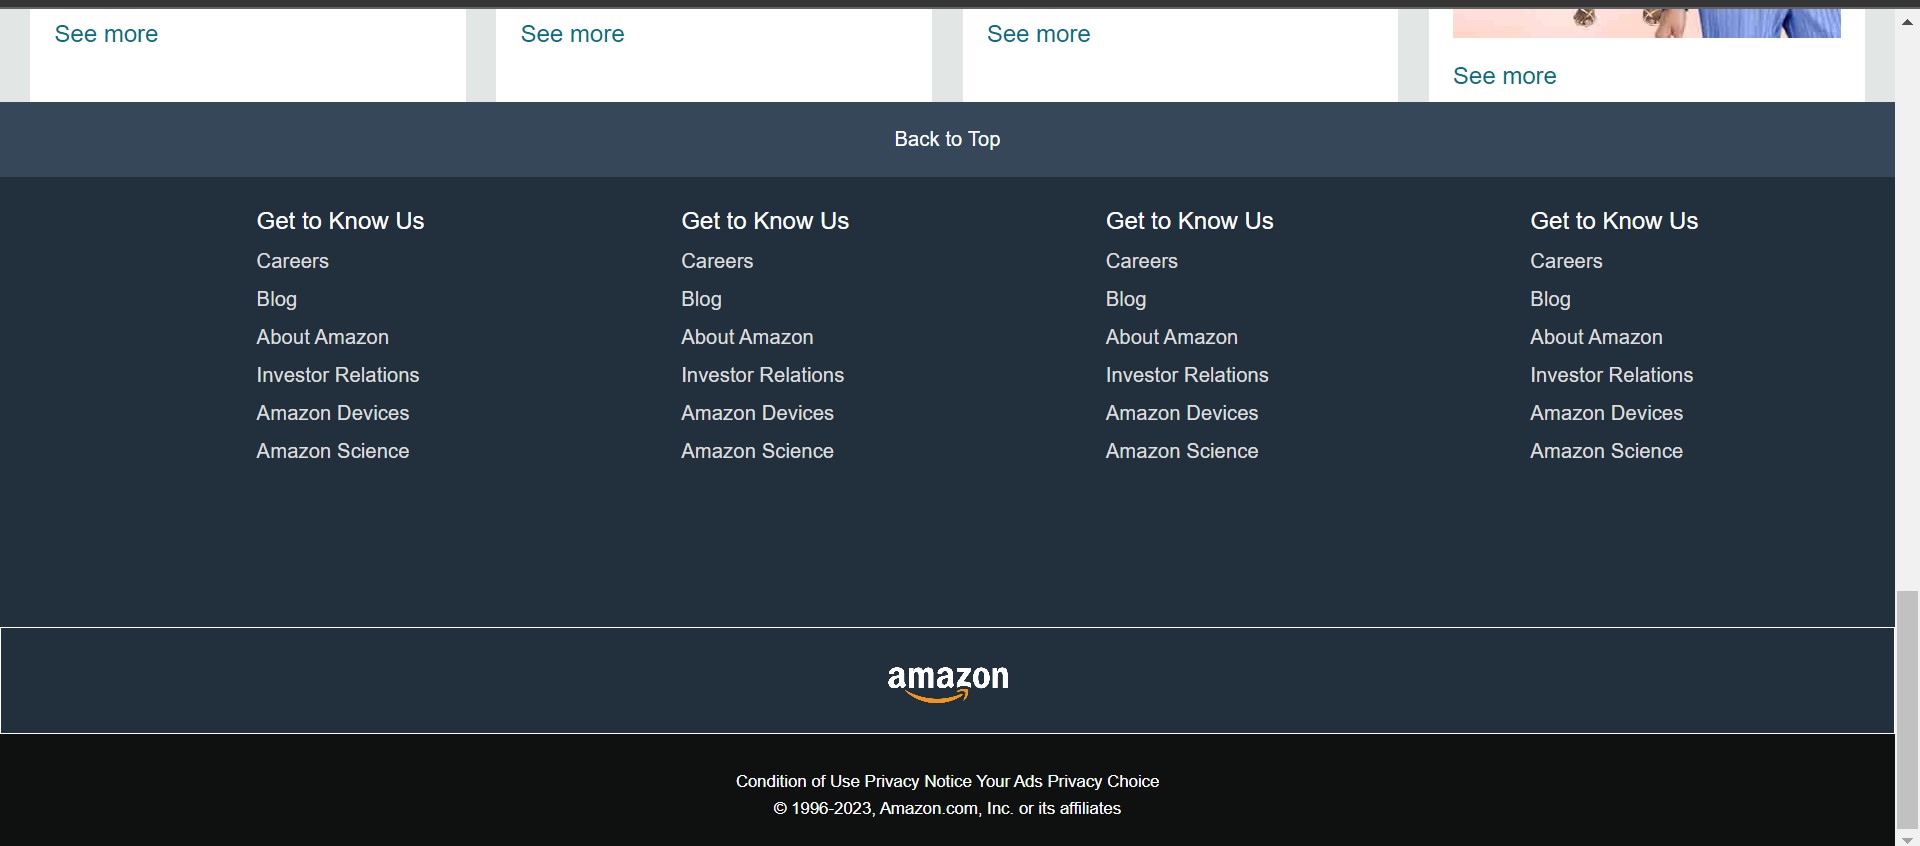 See more
See more
See more
See more
Back to Top
Get to Know Us
Careers
Blog
About Amazon
Investor Relations
Amazon Devices
Amazon Science
Get to Know Us
Careers
Blog
About Amazon
Investor Relations
Amazon Devices
Amazon Science
Get to Know Us
Careers
Blog
About Amazon
Investor Relations
Amazon Devices
Amazon Science
Get to Know Us
Careers
Blog
About Amazon
Investor Relations
Amazon Devices
Amazon Science
amazon
Condition of Use Privacy Notice Your Ads Privacy Choice
© 1996-2023, Amazon.com, Inc. or its affiliates